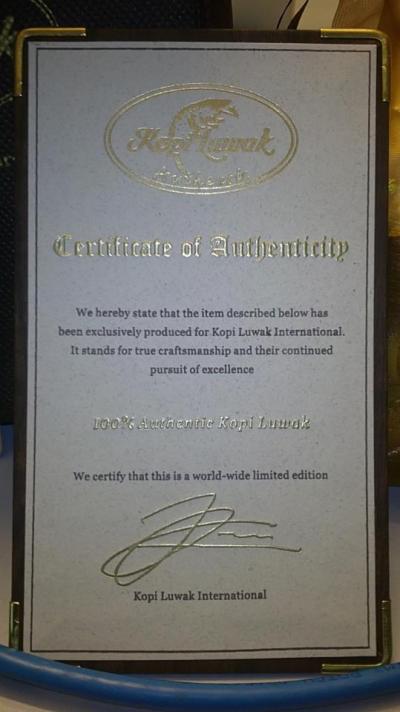 Kopi Luwak
Authentic
Certificate of Authenticity
We hereby state that the item described below has
been exclusively produced for Kopi Luwak International.
It stands for true craftsmanship and their continued
pursuit of excellence
100% Authentic Kopi Luwak
We certify that this is a world-wide limited edition
Kopi Luwak International